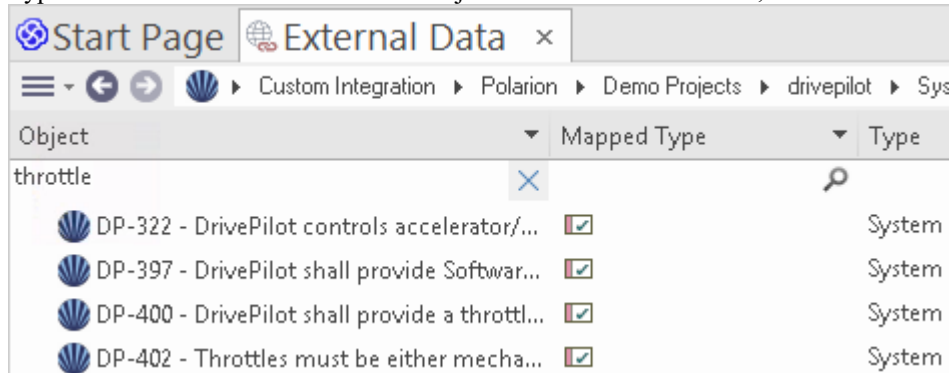 Start Page External Data ×
Custom Integration Polarion Demo Projects drivepilot Sys
Object Mapped Type Type
throttle
DP-322 - DrivePilot controls accelerator/... System
DP-397 - DrivePilot shall provide Softwar... System
DP-400 - DrivePilot shall provide a throttl... System
DP-402 - Throttles must be either mecha... System